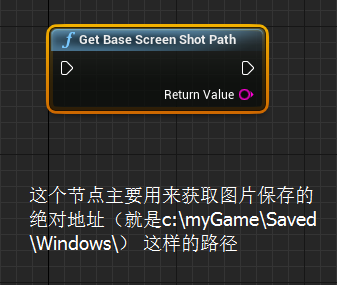 Get Base Screen Shot Path
Return Value
这个节点主要用来获取图片保存的
绝对地址（就是c:\myGame\Saved
\Windows\） 这样的路径